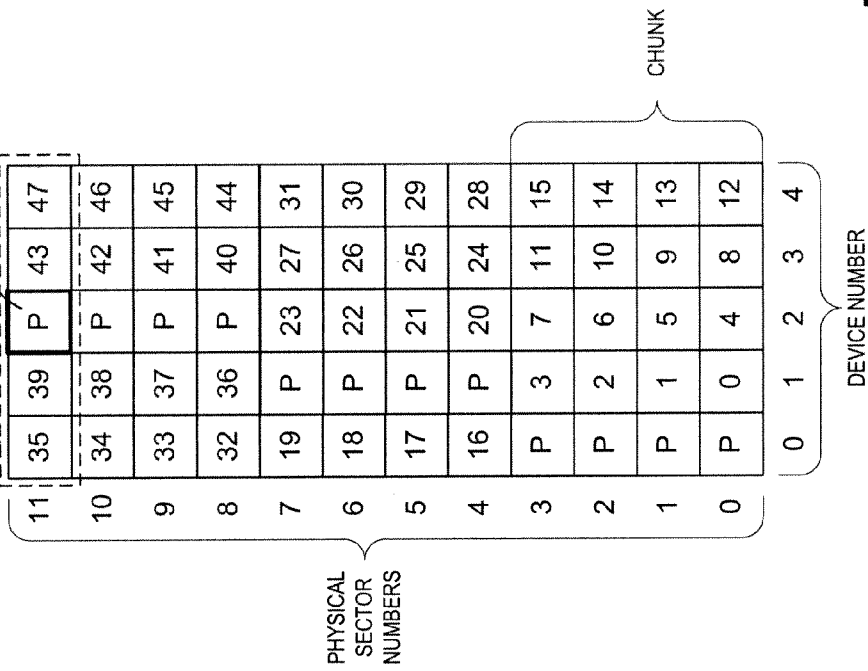 11 35 39 P 43 47
10 34 38 P 42 46
9 33 37 P 41 45
8 32 36 P 40 44
7 19 P 23 27 31
6 18 P 22 26 30
5 17 P 21 25 29
4 16 P 20 24 28
3 P 3 7 11 15
2 P 2 6 10 14
1 P 1 5 9 13
0 P 0 4 8 12
0 1 2 3 4
PHYSICAL
SECTOR
NUMBERS
CHUNK
DEVICE NUMBER